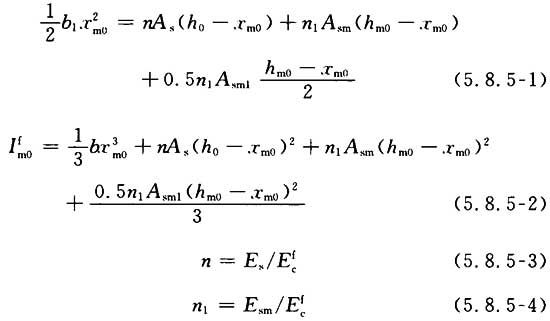 \frac{1}{2} b_1 x_{m0}^2 = nA_s(h_0 - x_{m0}) + n_1 A_{sm}(h_{m0} - x_{m0})
+ 0.5n_1 A_{sm1} \frac{h_{m0} - x_{m0}}{2} (5.8.5-1)
I_{m0}^f = \frac{1}{3} bx_{m0}^3 + nA_s(h_0 - x_{m0})^2 + n_1 A_{sm}(h_{m0} - x_{m0})^2
+ \frac{0.5n_1 A_{sm1}(h_{m0} - x_{m0})^2}{3} (5.8.5-2)
n = E_s/E_c^f (5.8.5-3)
n_1 = E_{sm}/E_c^f (5.8.5-4)